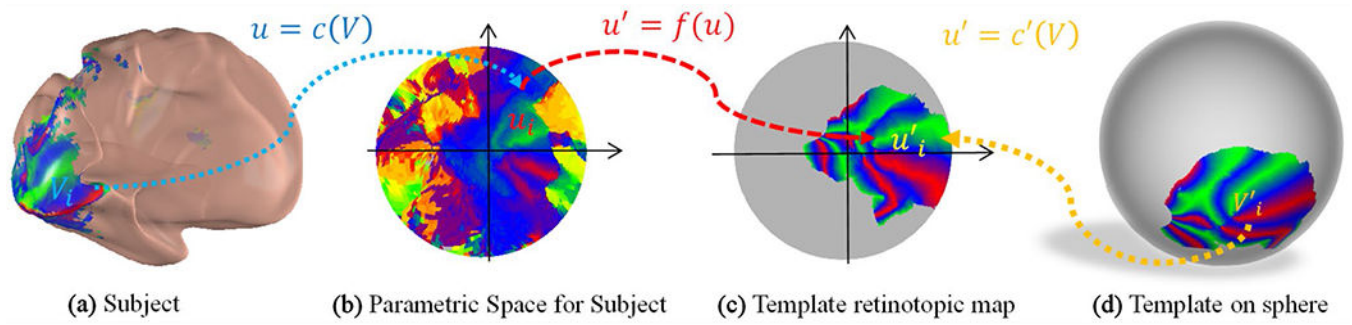 u = c(V)
u′ = f(u)
u′ = c′(V)
V_i
u_i
u′_i
V′_i
(a) Subject
(b) Parametric Space for Subject
(c) Template retinotopic map
(d) Template on sphere